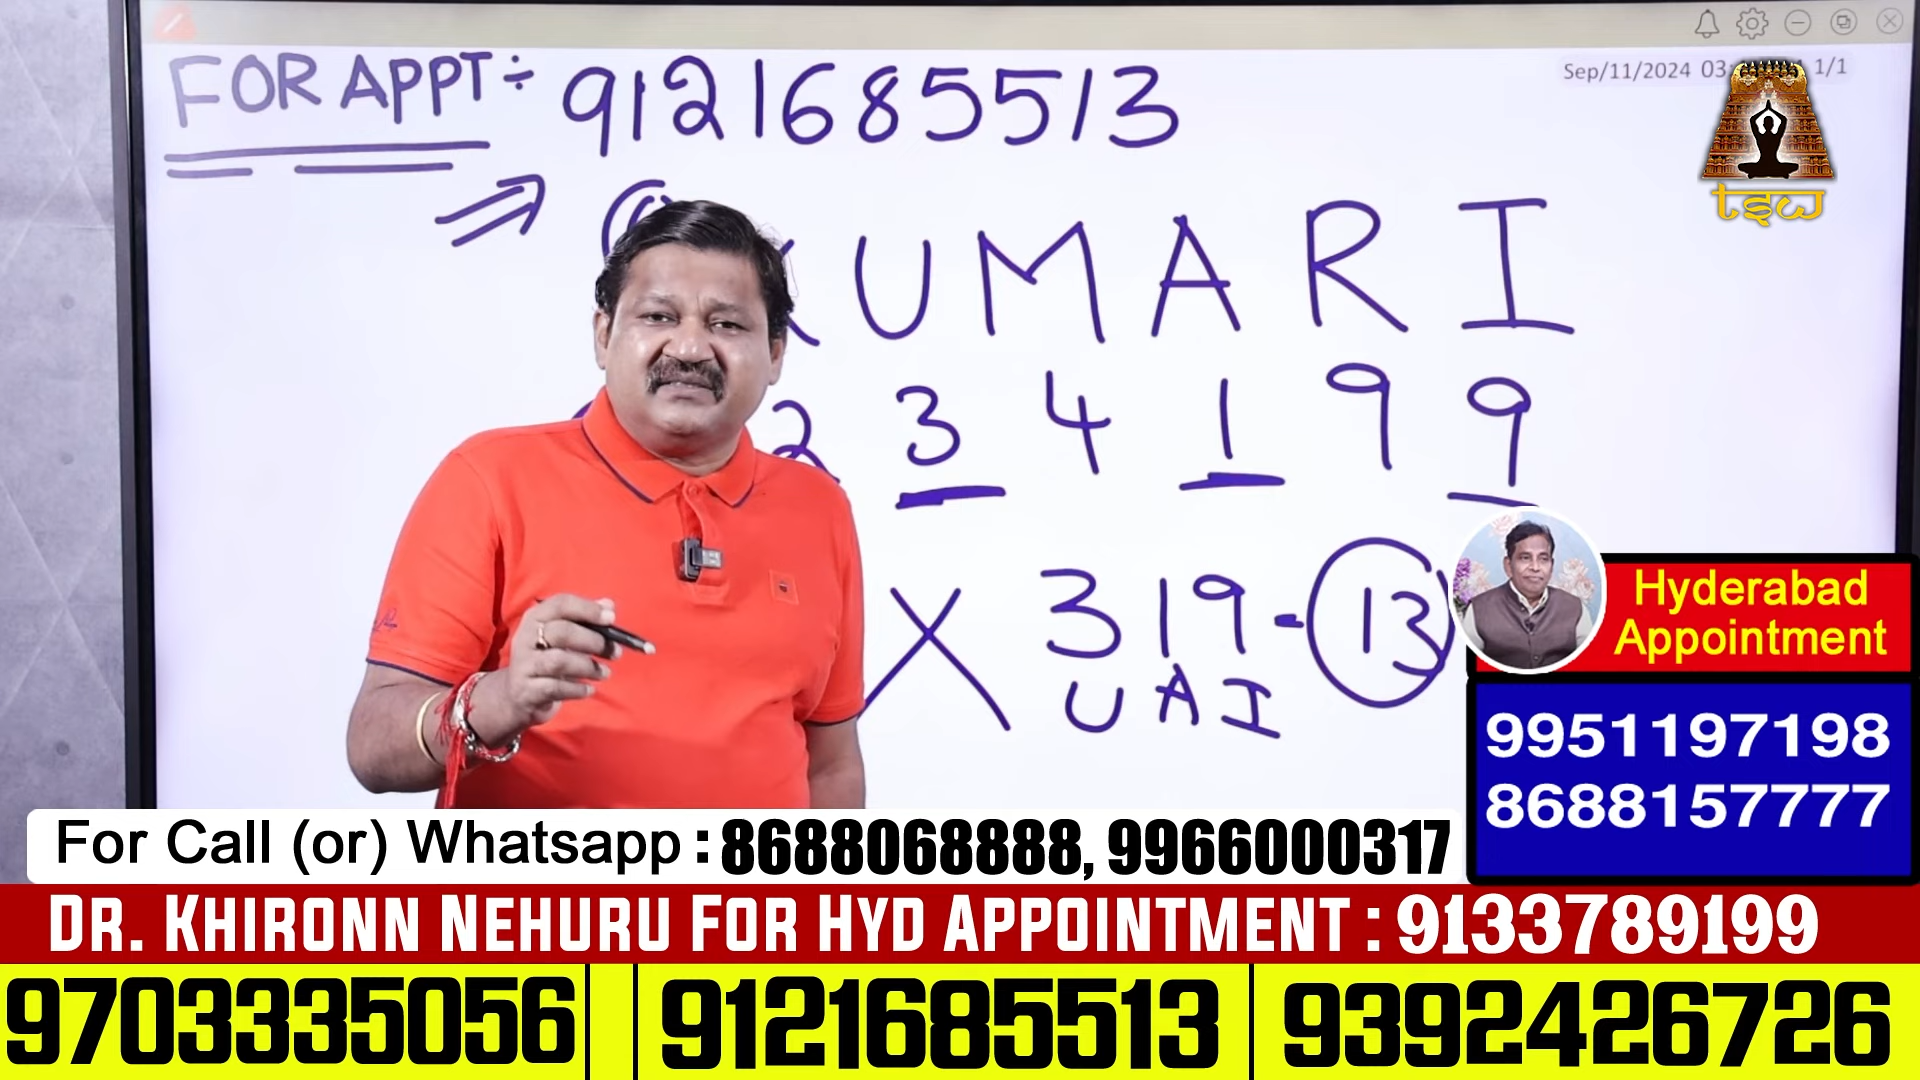 Sep/11/2024 03 1/1
FOR APPT ÷ 9121685513
TSW
⇒ KUMARI
2 3 4 1 9 9
X 319 - 13
UAI
Hyderabad
Appointment
9951197198
8688157777
For Call (or) Whatsapp : 8688068888, 9966000317
DR. KHIRONN NEHURU FOR HYD APPOINTMENT : 9133789199
9703335056 9121685513 9392426726